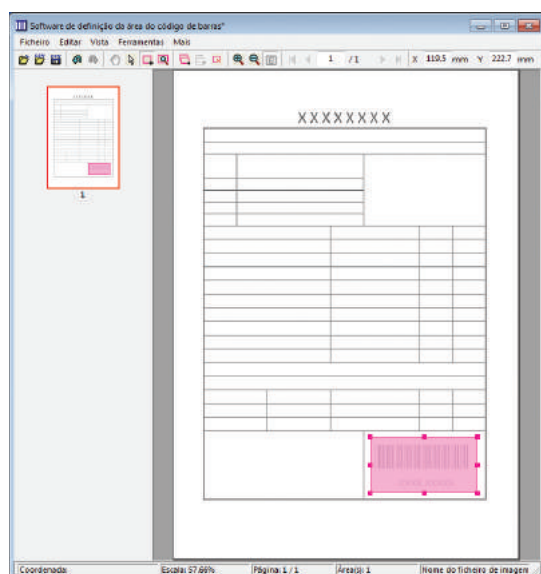 Software de definição da área do código de barras*
Ficheiro Editar Vista Ferramentas Mais
1 /1 X 119.5 mm Y 222.7 mm
XXXXXXXX
1
Coordenada: Escala: 57.66% Página: 1 / 1 Área(s): 1 Nome do ficheiro de imagem